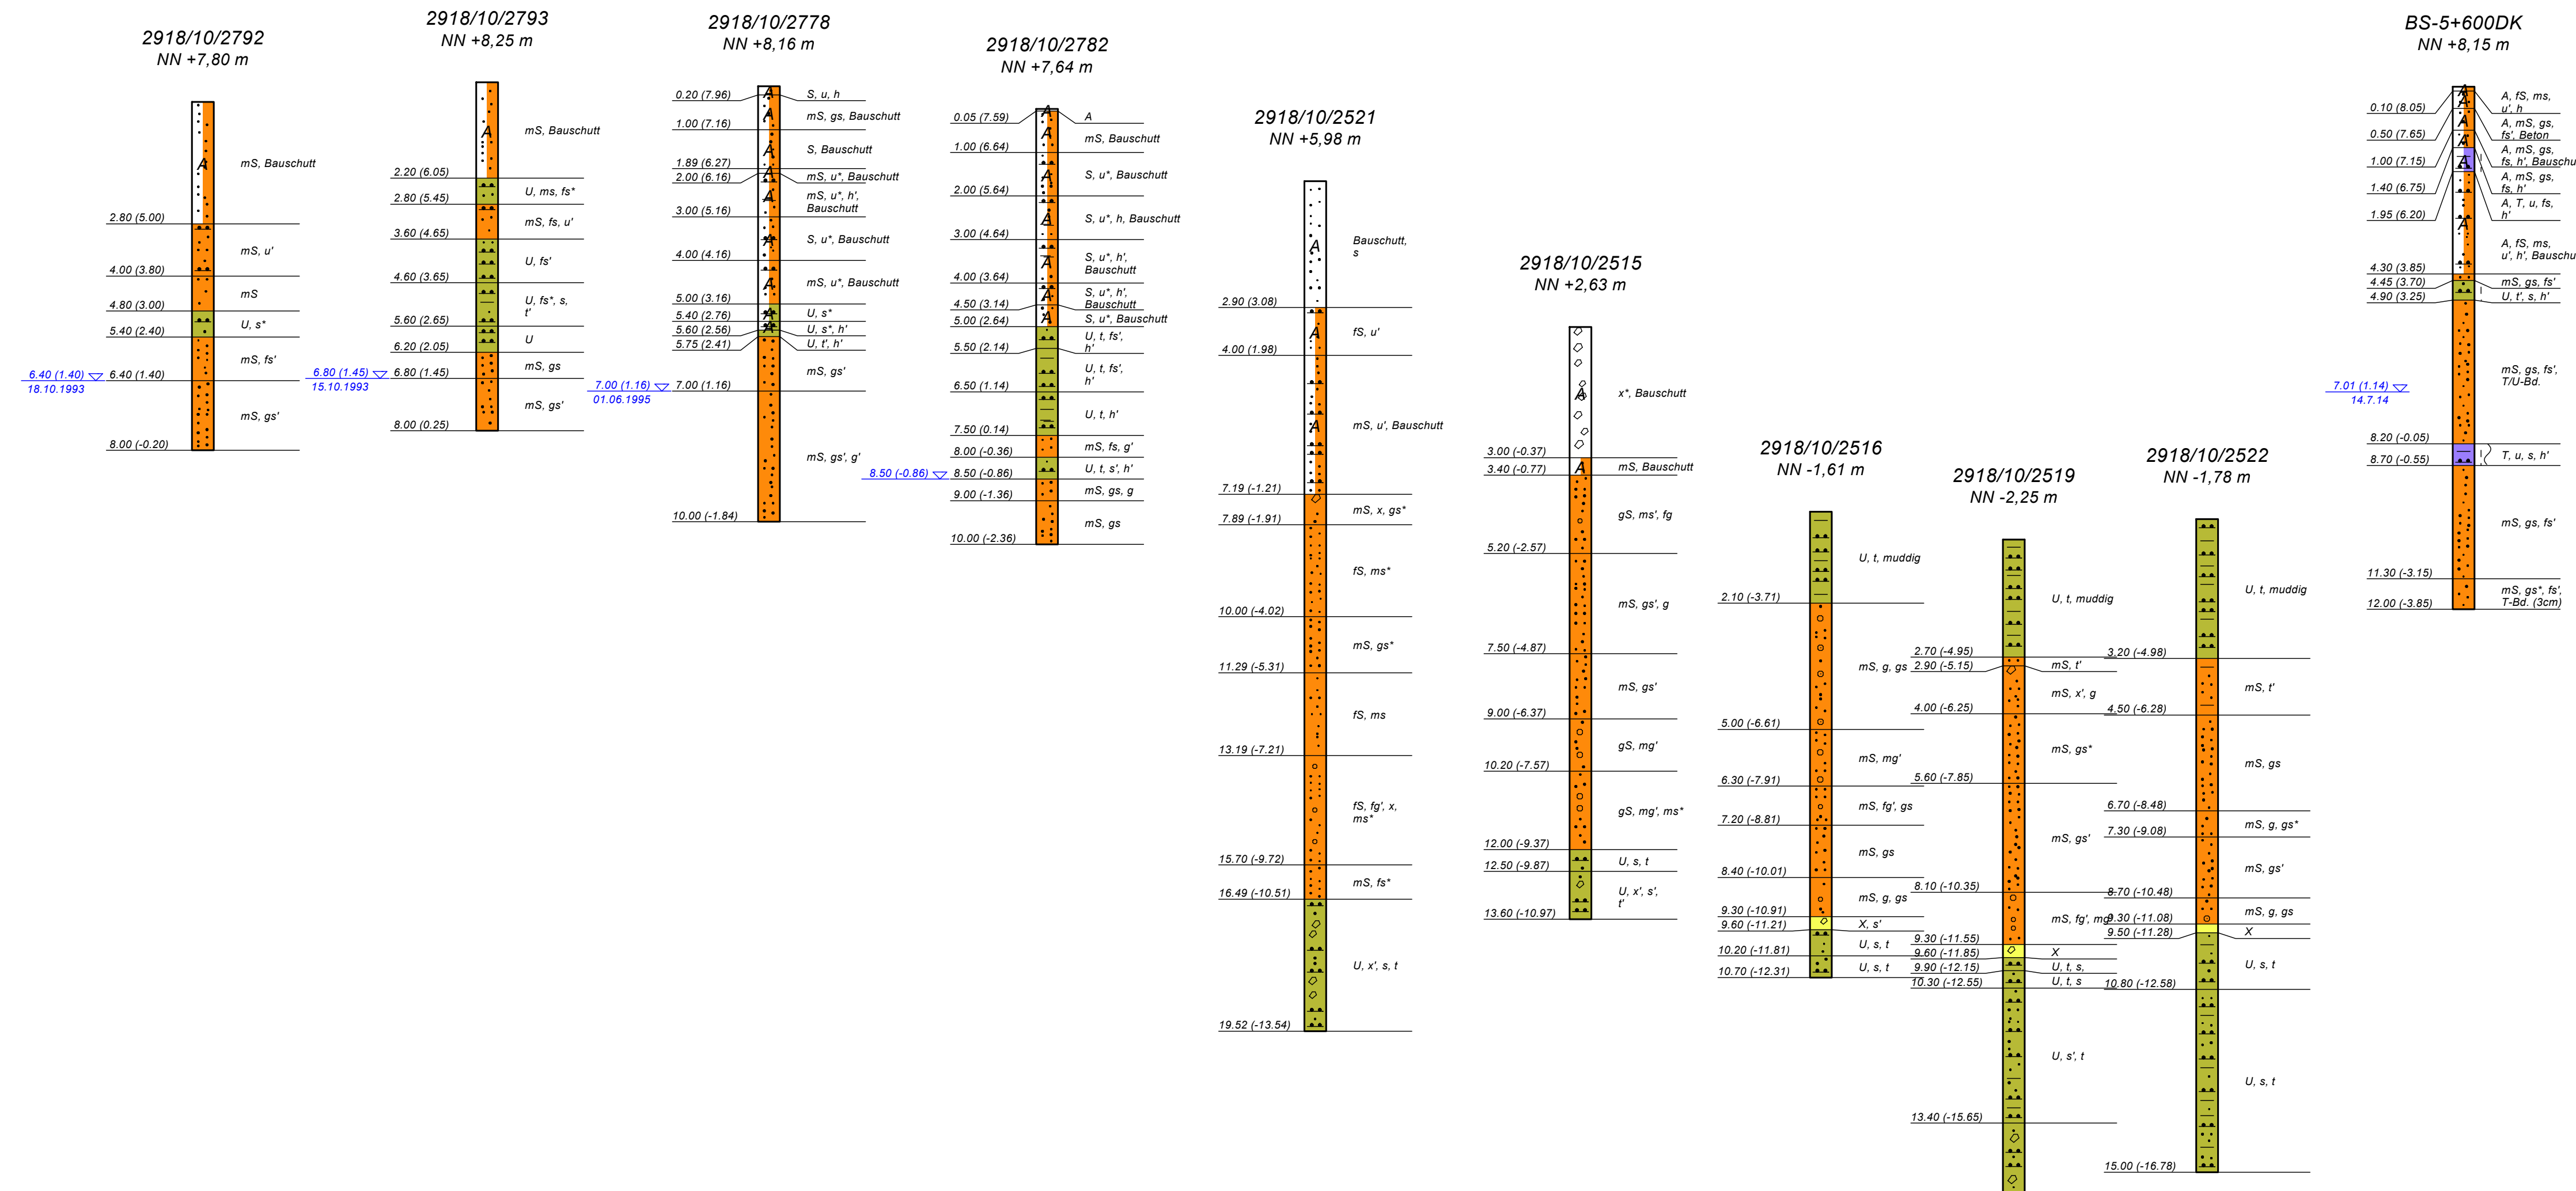 2918/10/2792
NN +7,80 m
mS, Bauschutt
2.80 (5.00)
mS, u'
4.00 (3.80)
mS
4.80 (3.00)
U, s*
5.40 (2.40)
mS, fs'
6.40 (1.40)
6.40 (1.40)
18.10.1993
mS, gs'
8.00 (-0.20)
2918/10/2793
NN +8,25 m
mS, Bauschutt
2.20 (6.05)
U, ms, fs*
2.80 (5.45)
mS, fs, u'
3.60 (4.65)
U, fs'
4.60 (3.65)
U, fs*, s,
t'
5.60 (2.65)
U
6.20 (2.05)
mS, gs
6.80 (1.45)
6.80 (1.45)
15.10.1993
mS, gs'
8.00 (0.25)
2918/10/2778
NN +8,16 m
0.20 (7.96)
S, u, h
mS, gs, Bauschutt
1.00 (7.16)
S, Bauschutt
1.89 (6.27)
mS, u*, Bauschutt
2.00 (6.16)
mS, u*, h',
Bauschutt
3.00 (5.16)
S, u*, Bauschutt
4.00 (4.16)
mS, u*, Bauschutt
5.00 (3.16)
U, s*
5.40 (2.76)
U, s*, h'
5.60 (2.56)
U, t', h'
5.75 (2.41)
mS, gs'
7.00 (1.16)
7.00 (1.16)
01.06.1995
mS, gs', g'
10.00 (-1.84)
2918/10/2782
NN +7,64 m
0.05 (7.59)
A
mS, Bauschutt
1.00 (6.64)
S, u*, Bauschutt
2.00 (5.64)
S, u*, h, Bauschutt
3.00 (4.64)
S, u*, h',
Bauschutt
4.00 (3.64)
S, u*, h',
Bauschutt
4.50 (3.14)
S, u*, Bauschutt
5.00 (2.64)
U, t, fs',
h'
5.50 (2.14)
U, t, fs',
h'
6.50 (1.14)
U, t, h'
7.50 (0.14)
mS, fs, g'
8.00 (-0.36)
U, t, s', h'
8.50 (-0.86)
8.50 (-0.86)
mS, gs, g
9.00 (-1.36)
mS, gs
10.00 (-2.36)
2918/10/2521
NN +5,98 m
Bauschutt,
s
2.90 (3.08)
fS, u'
4.00 (1.98)
mS, u', Bauschutt
7.19 (-1.21)
mS, x, gs*
7.89 (-1.91)
fS, ms*
10.00 (-4.02)
mS, gs*
11.29 (-5.31)
fS, ms
13.19 (-7.21)
fS, fg', x,
ms*
15.70 (-9.72)
mS, fs*
16.49 (-10.51)
U, x', s, t
19.52 (-13.54)
2918/10/2515
NN +2,63 m
x*, Bauschutt
3.00 (-0.37)
mS, Bauschutt
3.40 (-0.77)
gS, ms', fg
5.20 (-2.57)
mS, gs', g
7.50 (-4.87)
mS, gs'
9.00 (-6.37)
gS, mg'
10.20 (-7.57)
gS, mg', ms*
12.00 (-9.37)
U, s, t
12.50 (-9.87)
U, x', s',
t'
13.60 (-10.97)
2918/10/2516
NN -1,61 m
U, t, muddig
2.10 (-3.71)
mS, g, gs
5.00 (-6.61)
mS, mg'
6.30 (-7.91)
mS, fg', gs
7.20 (-8.81)
mS, gs
8.40 (-10.01)
mS, g, gs
9.30 (-10.91)
X, s'
9.60 (-11.21)
U, s, t
10.20 (-11.81)
U, s, t
10.70 (-12.31)
2918/10/2519
NN -2,25 m
U, t, muddig
2.70 (-4.95)
mS, t'
2.90 (-5.15)
mS, x', g
4.00 (-6.25)
mS, gs*
5.60 (-7.85)
mS, gs'
8.10 (-10.35)
mS, fg', mg'
9.30 (-11.55)
X
9.60 (-11.85)
U, t, s,
9.90 (-12.15)
U, t, s
10.30 (-12.55)
U, s', t
13.40 (-15.65)
2918/10/2522
NN -1,78 m
U, t, muddig
3.20 (-4.98)
mS, t'
4.50 (-6.28)
mS, gs
6.70 (-8.48)
mS, g, gs*
7.30 (-9.08)
mS, gs'
8.70 (-10.48)
mS, g, gs
9.30 (-11.08)
X
9.50 (-11.28)
U, s, t
10.80 (-12.58)
U, s, t
15.00 (-16.78)
BS-5+600DK
NN +8,15 m
A, fS, ms,
u', h
0.10 (8.05)
A, mS, gs,
fs', Beton
0.50 (7.65)
A, mS, gs,
fs, h', Bauschu
1.00 (7.15)
A, mS, gs,
fs, h'
1.40 (6.75)
A, T, u, fs,
h'
1.95 (6.20)
A, fS, ms,
u', h', Bauschu
4.30 (3.85)
mS, gs, fs'
4.45 (3.70)
U, t', s, h'
4.90 (3.25)
mS, gs, fs',
T/U-Bd.
7.01 (1.14)
14.7.14
8.20 (-0.05)
T, u, s, h'
8.70 (-0.55)
mS, gs, fs'
11.30 (-3.15)
mS, gs*, fs',
T-Bd. (3cm)
12.00 (-3.85)